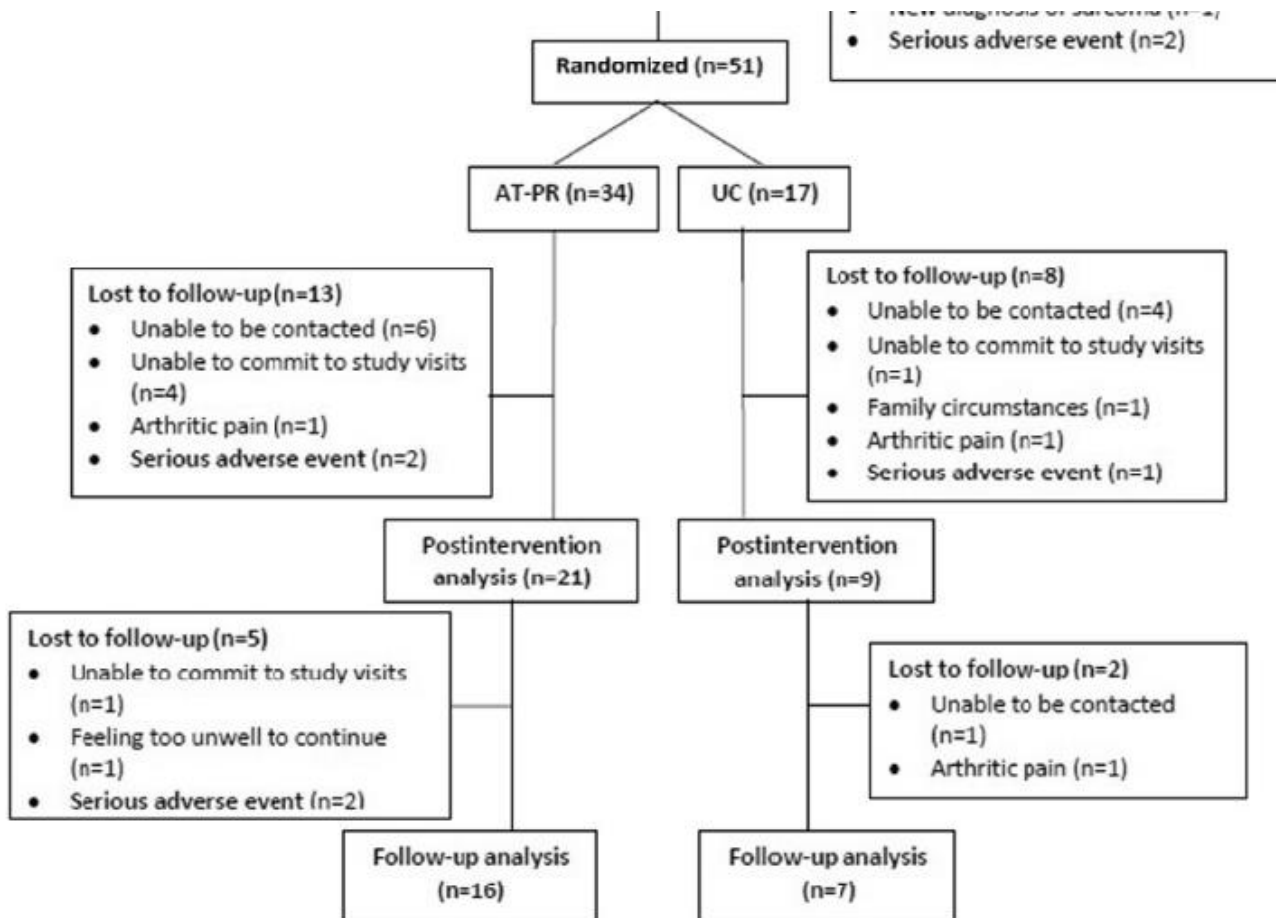 • New diagnosis of sarcoma (n=1)
• Serious adverse event (n=2)
Randomized (n=51)
AT-PR (n=34)
UC (n=17)
Lost to follow-up (n=13)
• Unable to be contacted (n=6)
• Unable to commit to study visits
(n=4)
• Arthritic pain (n=1)
• Serious adverse event (n=2)
Lost to follow-up (n=8)
• Unable to be contacted (n=4)
• Unable to commit to study visits
(n=1)
• Family circumstances (n=1)
• Arthritic pain (n=1)
• Serious adverse event (n=1)
Postintervention
analysis (n=21)
Postintervention
analysis (n=9)
Lost to follow-up (n=5)
• Unable to commit to study visits
(n=1)
• Feeling too unwell to continue
(n=1)
• Serious adverse event (n=2)
Lost to follow-up (n=2)
• Unable to be contacted
(n=1)
• Arthritic pain (n=1)
Follow-up analysis
(n=16)
Follow-up analysis
(n=7)